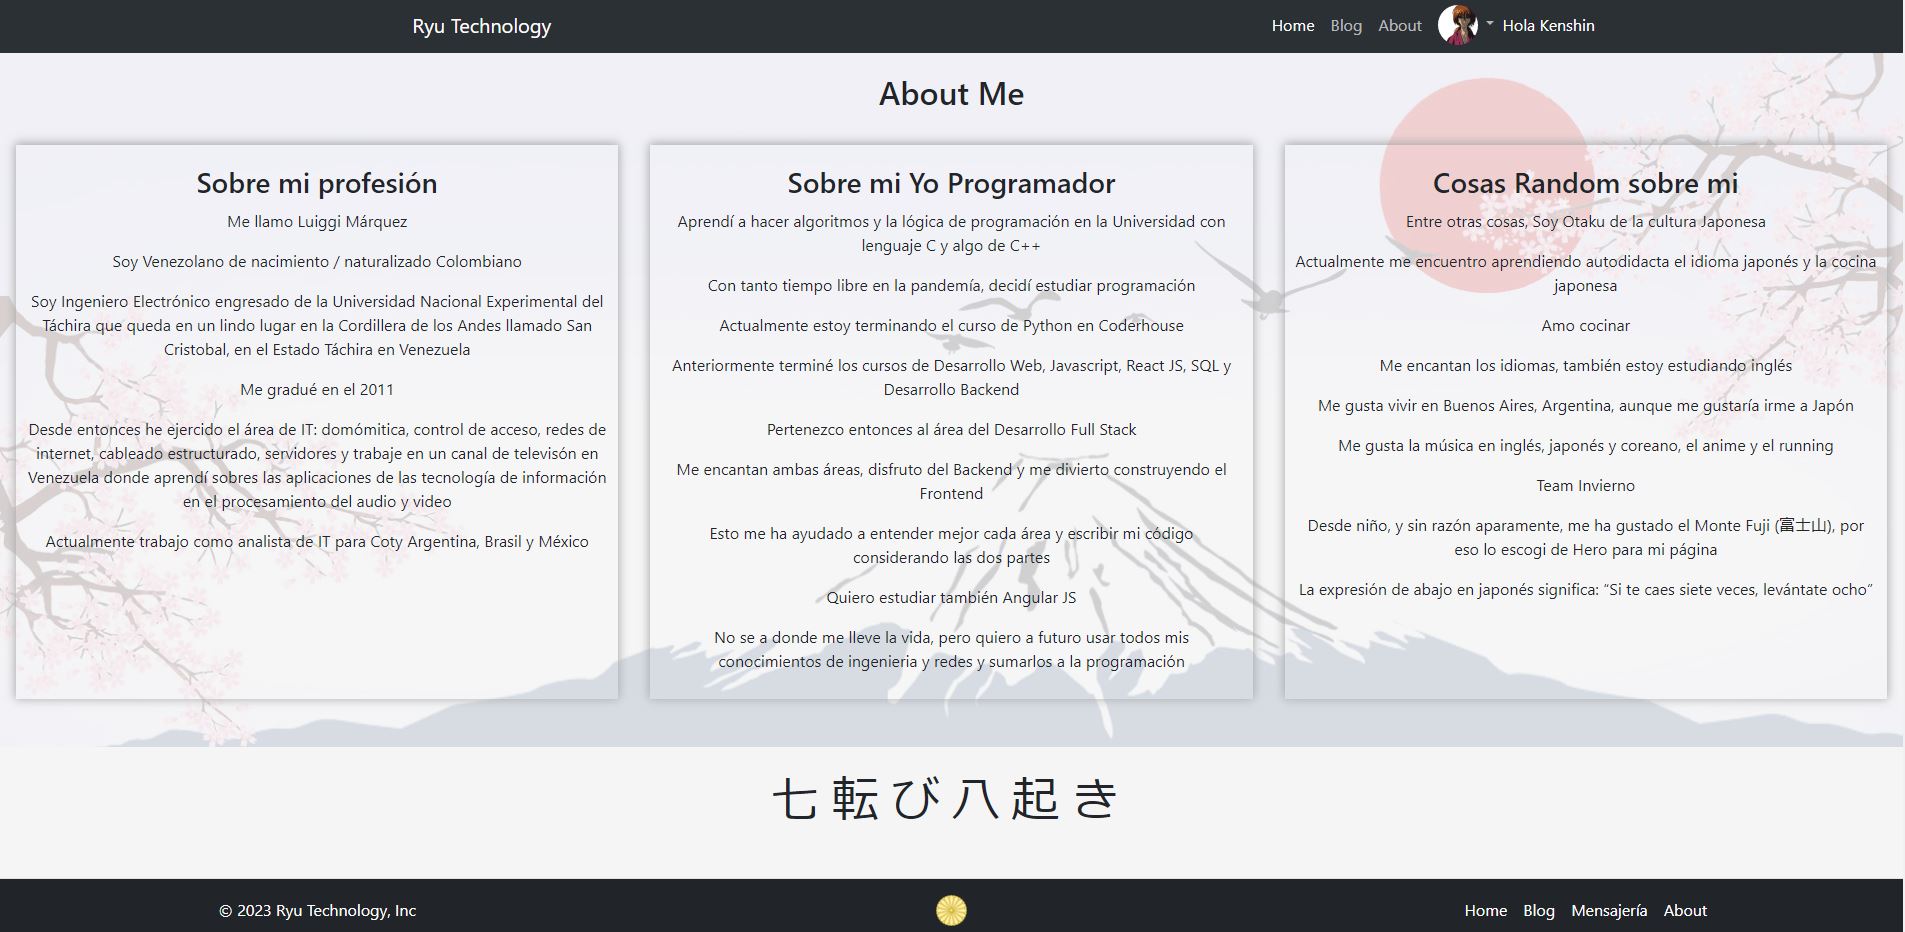 Ryu Technology
Home Blog About Hola Kenshin
About Me
Sobre mi profesión
Me llamo Luiggi Márquez
Soy Venezolano de nacimiento / naturalizado Colombiano
Soy Ingeniero Electrónico engresado de la Universidad Nacional Experimental del
Táchira que queda en un lindo lugar en la Cordillera de los Andes llamado San
Cristobal, en el Estado Táchira en Venezuela
Me gradué en el 2011
Desde entonces he ejercido el área de IT: domómitica, control de acceso, redes de
internet, cableado estructurado, servidores y trabaje en un canal de televisón en
Venezuela donde aprendí sobres las aplicaciones de las tecnología de información
en el procesamiento del audio y video
Actualmente trabajo como analista de IT para Coty Argentina, Brasil y México
Sobre mi Yo Programador
Aprendí a hacer algoritmos y la lógica de programación en la Universidad con
lenguaje C y algo de C++
Con tanto tiempo libre en la pandemía, decidí estudiar programación
Actualmente estoy terminando el curso de Python en Coderhouse
Anteriormente terminé los cursos de Desarrollo Web, Javascript, React JS, SQL y
Desarrollo Backend
Pertenezco entonces al área del Desarrollo Full Stack
Me encantan ambas áreas, disfruto del Backend y me divierto construyendo el
Frontend
Esto me ha ayudado a entender mejor cada área y escribir mi código
considerando las dos partes
Quiero estudiar también Angular JS
No se a donde me lleve la vida, pero quiero a futuro usar todos mis
conocimientos de ingenieria y redes y sumarlos a la programación
Cosas Random sobre mi
Entre otras cosas, Soy Otaku de la cultura Japonesa
Actualmente me encuentro aprendiendo autodidacta el idioma japonés y la cocina
japonesa
Amo cocinar
Me encantan los idiomas, también estoy estudiando inglés
Me gusta vivir en Buenos Aires, Argentina, aunque me gustaría irme a Japón
Me gusta la música en inglés, japonés y coreano, el anime y el running
Team Invierno
Desde niño, y sin razón aparamente, me ha gustado el Monte Fuji (富士山), por
eso lo escogi de Hero para mi página
La expresión de abajo en japonés significa: “Si te caes siete veces, levántate ocho”
七転び八起き
© 2023 Ryu Technology, Inc
Home Blog Mensajería About